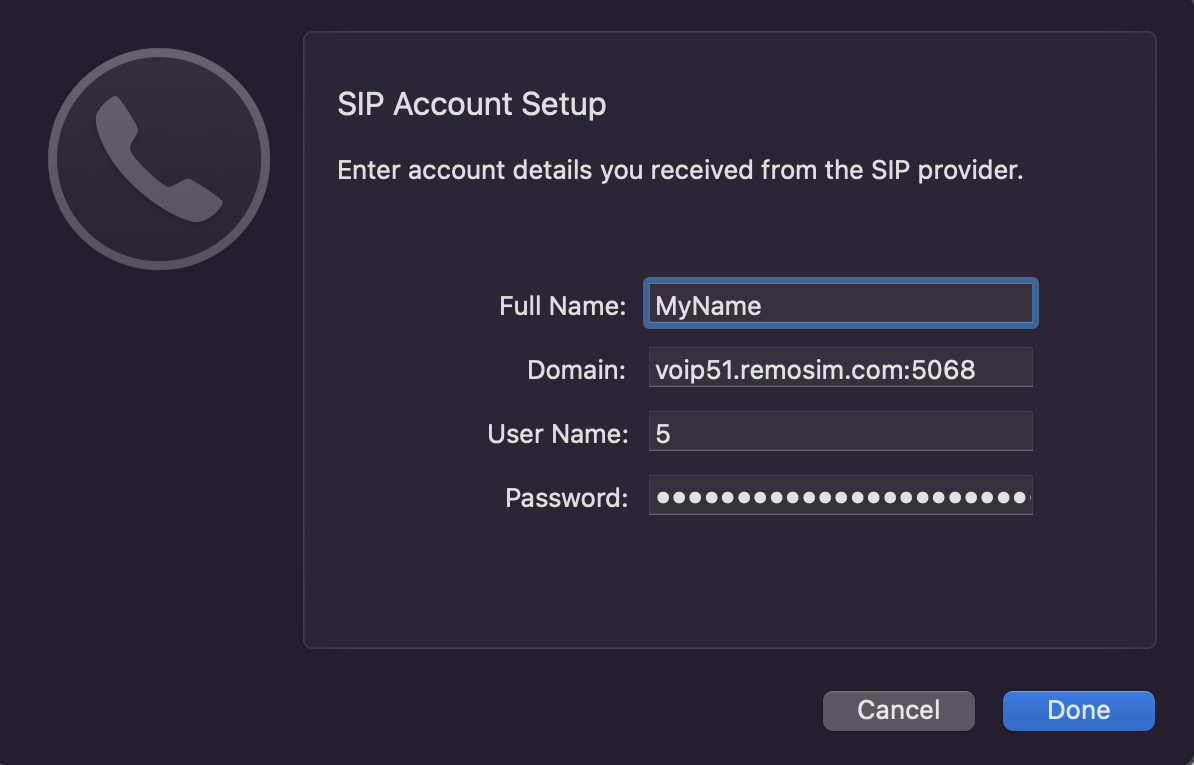 SIP Account Setup
Enter account details you received from the SIP provider.
Full Name: MyName
Domain: voip51.remosim.com:5068
User Name: 5
Password: ●●●●●●●●●●●●●●●●●●●●●●●
Cancel Done